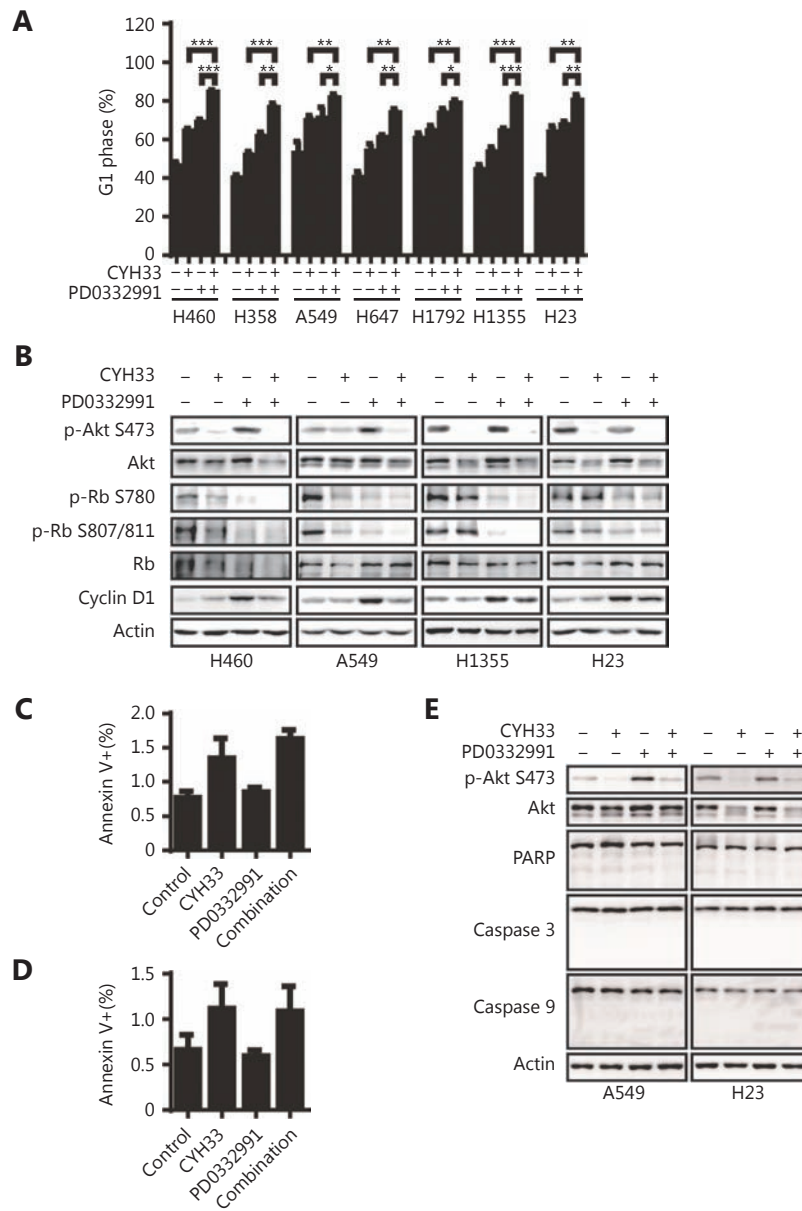 A
120
100
80
60
40
20
0
G1 phase (%)
*** *** ** ** ** *** **
*** ** * ** * *** **
CYH33 – + – + – + – + – + – + – + – + – + – + – + – + – + – +
PD0332991 – – + + – – + + – – + + – – + + – – + + – – + + – – + +
H460 H358 A549 H647 H1792 H1355 H23
B
CYH33 – + – + – + – + – + – + – + – +
PD0332991 – – + + – – + + – – + + – – + +
p-Akt S473
Akt
p-Rb S780
p-Rb S807/811
Rb
Cyclin D1
Actin
H460 A549 H1355 H23
C
2.0
1.5
1.0
0.5
0
Annexin V+(%)
Control
CYH33
PD0332991
Combination
D
1.5
1.0
0.5
0
Annexin V+(%)
Control
CYH33
PD0332991
Combination
E
CYH33 – + – + – + – +
PD0332991 – – + + – – + +
p-Akt S473
Akt
PARP
Caspase 3
Caspase 9
Actin
A549 H23